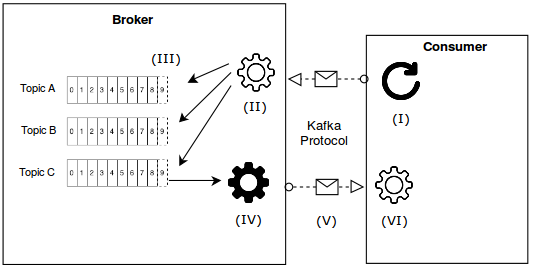 Broker
Consumer
(III)
Topic A
0 1 2 3 4 5 6 7 8 9
(II)
(I)
Topic B
0 1 2 3 4 5 6 7 8 9
Kafka
Protocol
Topic C
0 1 2 3 4 5 6 7 8 9
(IV)
(V)
(VI)